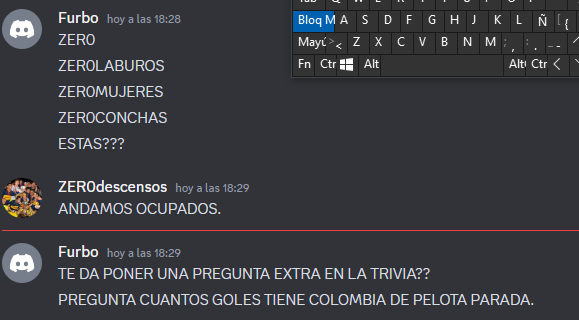 Furbo hoy a las 18:28
ZER0
ZER0LABUROS
ZER0MUJERES
ZER0CONCHAS
ESTAS???
ZER0descensos hoy a las 18:29
ANDAMOS OCUPADOS.
Furbo hoy a las 18:29
TE DA PONER UNA PREGUNTA EXTRA EN LA TRIVIA??
PREGUNTA CUANTOS GOLES TIENE COLOMBIA DE PELOTA PARADA.
Bloq M A S D F G H J K L Ñ [ {
Mayú > < Z X C V B N M ; , : . _ -
Fn Ctr Alt Alt Ctr